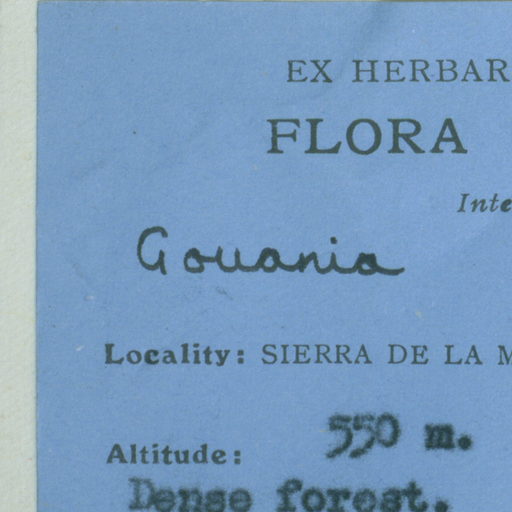 EX HERBAR
FLORA
Inte
Gouania
Locality: SIERRA DE LA M
Altitude: 550 m.
Dense forest.